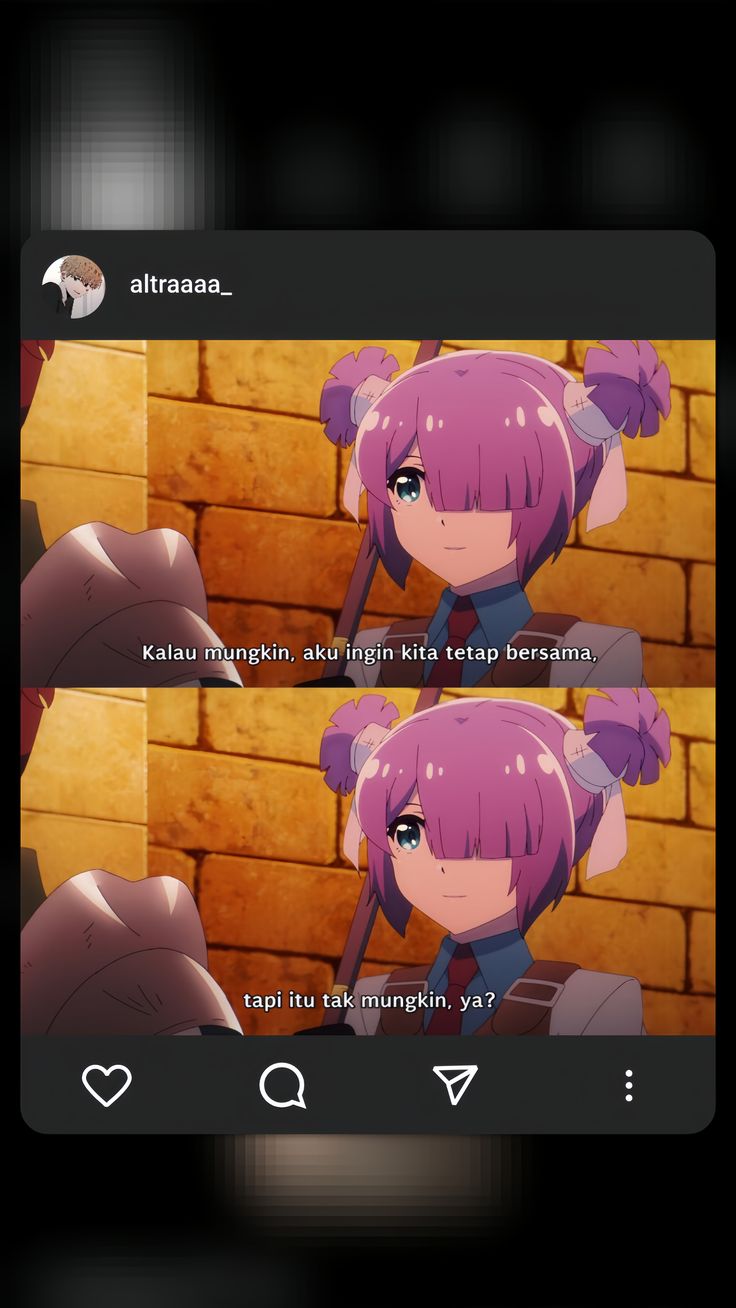 altraaaa_
Kalau mungkin, aku ingin kita tetap bersama,
tapi itu tak mungkin, ya?